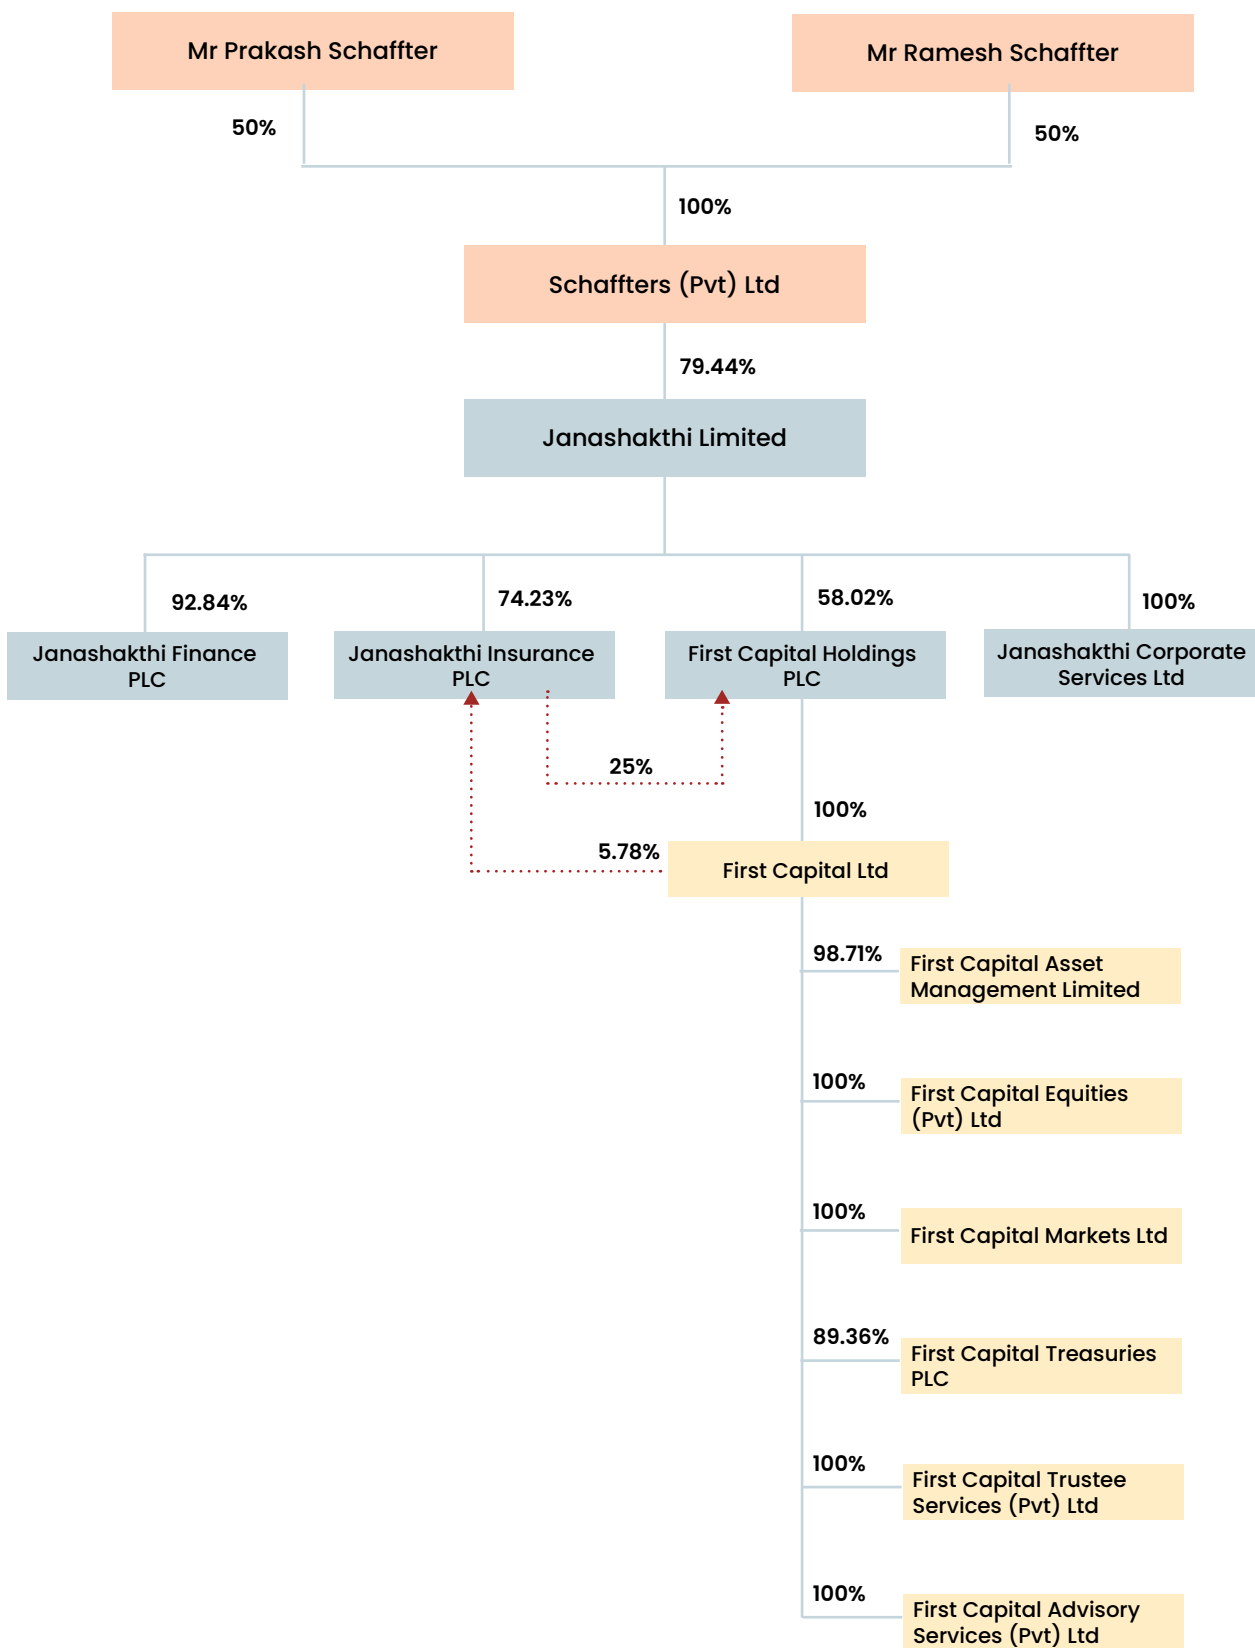 Mr Prakash Schaffter
Mr Ramesh Schaffter
50%
50%
100%
Schaffters (Pvt) Ltd
79.44%
Janashakthi Limited
92.84%
74.23%
58.02%
100%
Janashakthi Finance
PLC
Janashakthi Insurance
PLC
First Capital Holdings
PLC
Janashakthi Corporate
Services Ltd
25%
100%
5.78%
First Capital Ltd
98.71%
First Capital Asset
Management Limited
100%
First Capital Equities
(Pvt) Ltd
100%
First Capital Markets Ltd
89.36%
First Capital Treasuries
PLC
100%
First Capital Trustee
Services (Pvt) Ltd
100%
First Capital Advisory
Services (Pvt) Ltd